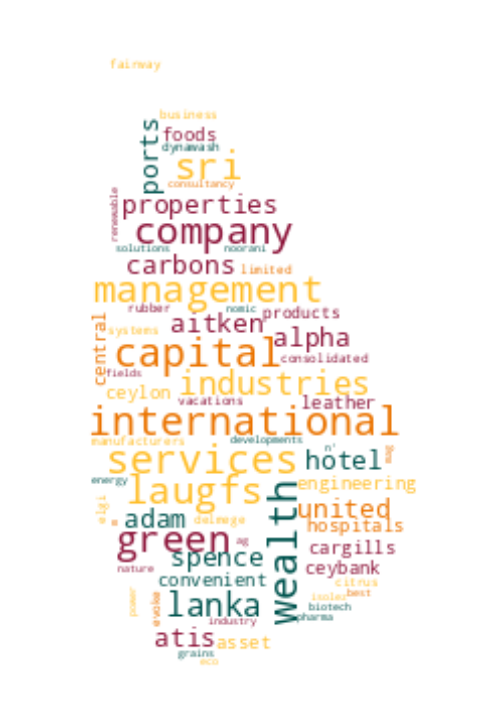 fairway
business
foods
ports
dynawash
sri
consultancy
renewable
properties
company
solutions
noorani
carbons
limited
management
rubber
nomic
products
aitken
central
systems
alpha
capital
consolidated
fields
industries
ceylon
vacations
leather
international
manufacturers
developments
services
n'
hotel
mag
energy
laugfs
wealth
engineering
elgi
adam
delmege
united
hospitals
green
ag
spence
cargills
nature
convenient
ceybank
citrus
power
evoke
lanka
best
biotech
pharma
industry
atis
asset
grains
eco